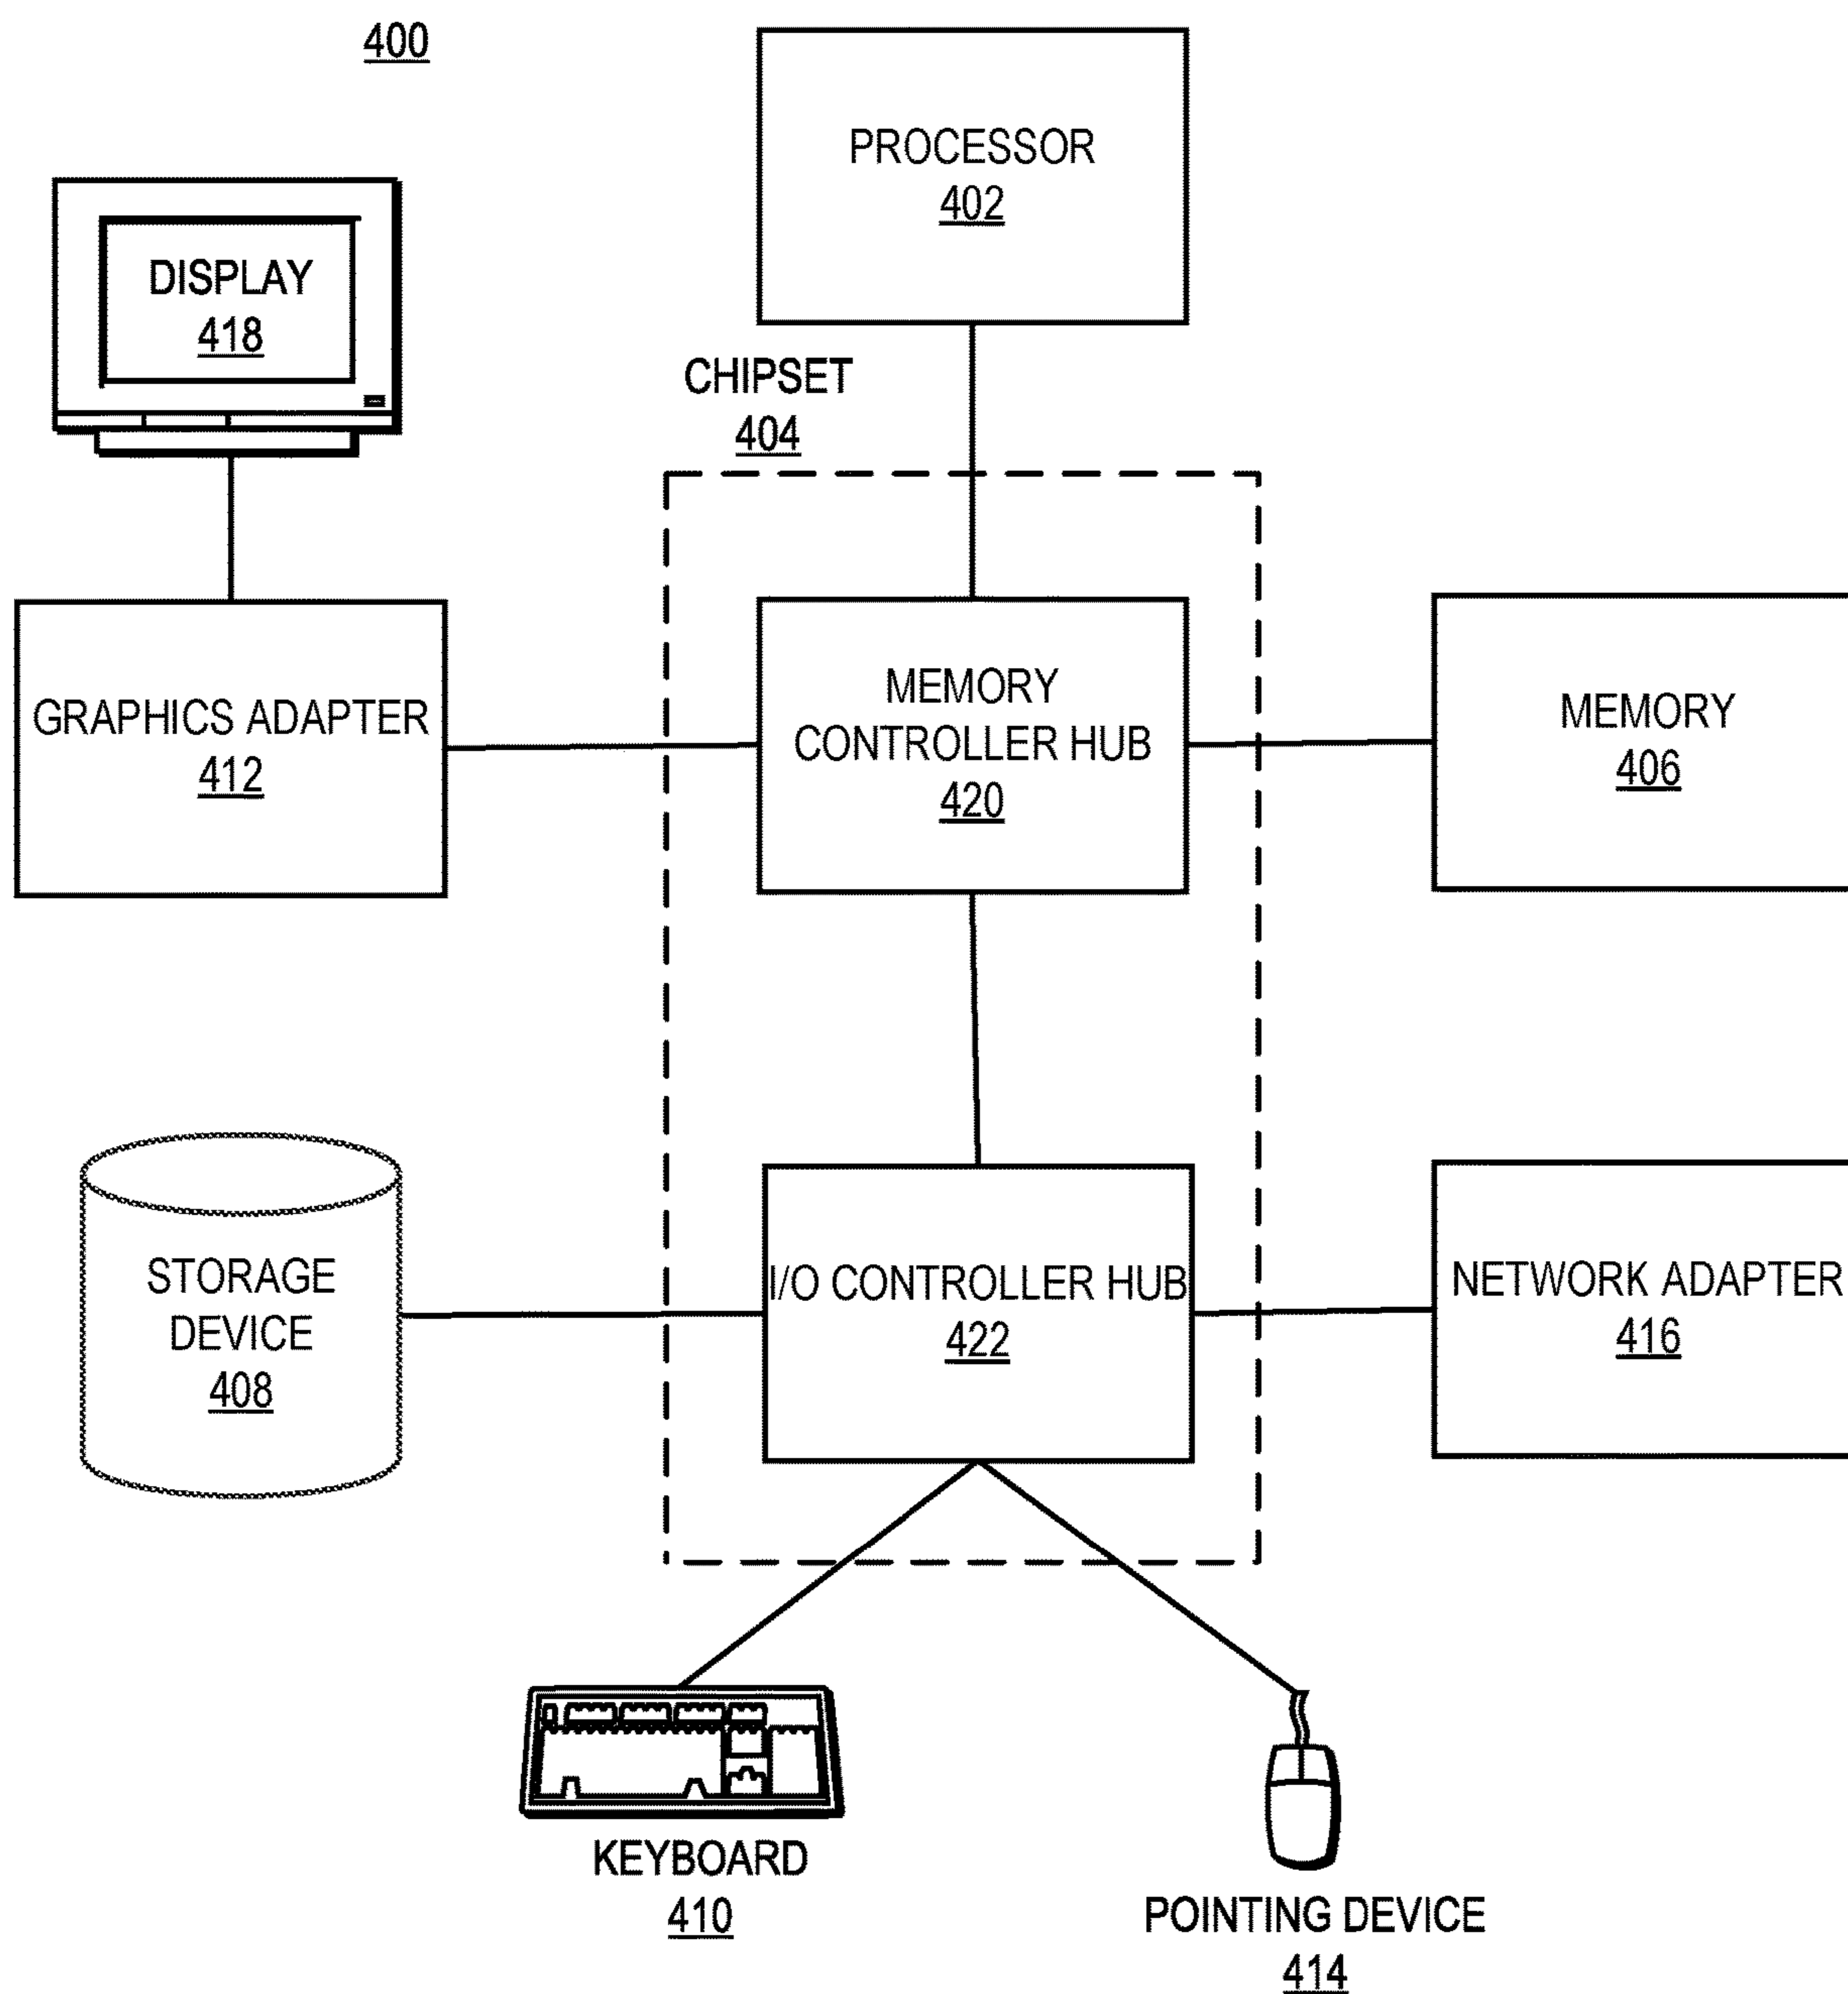 400
PROCESSOR
402
DISPLAY
418
CHIPSET
404
GRAPHICS ADAPTER
412
MEMORY
CONTROLLER HUB
420
MEMORY
406
STORAGE
DEVICE
408
I/O CONTROLLER HUB
422
NETWORK ADAPTER
416
KEYBOARD
410
POINTING DEVICE
414